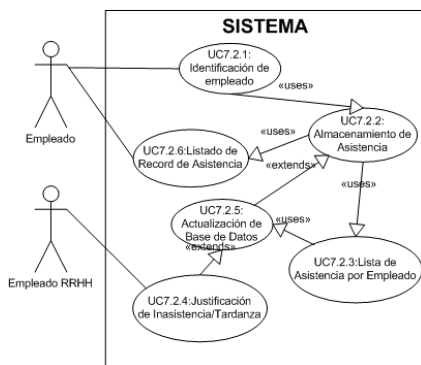 SISTEMA
UC7.2.1:
Identificación de
empleado
«uses»
Empleado
UC7.2.2:
Almacenamiento de
Asistencia
«uses»
UC7.2.6:Listado de
Record de Asistencia
«extends»
«uses»
UC7.2.5:
Actualización de
Base de Datos
«uses»
«extends»
UC7.2.3: Lista de
Asistencia por Empleado
Empleado RRHH
UC7.2.4:Justificación
de Inasistencia/Tardanza